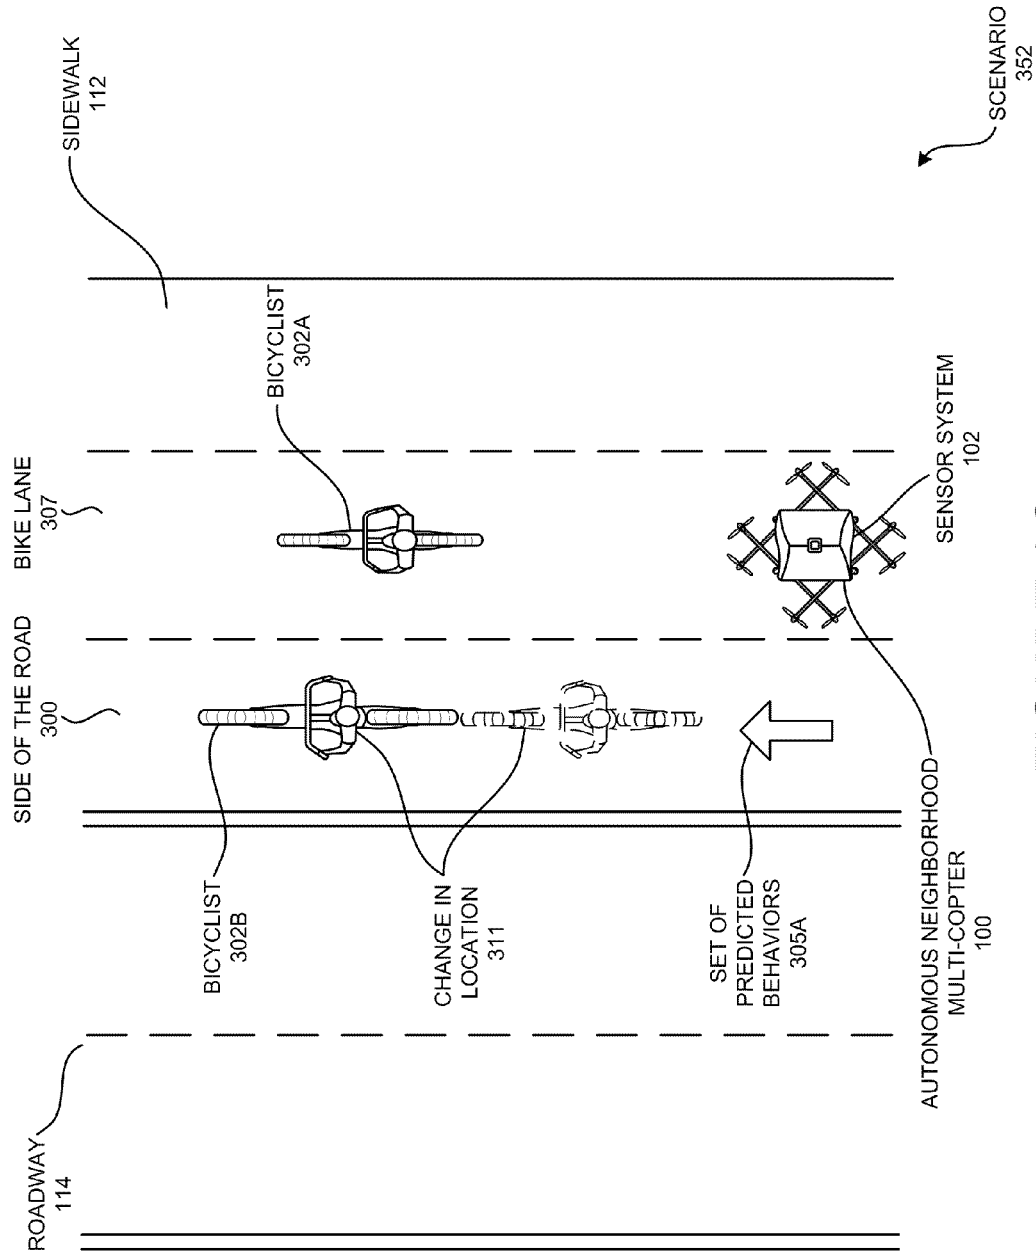 ROADWAY
114
SIDE OF THE ROAD
300
BIKE LANE
307
SIDEWALK
112
BICYCLIST
302B
BICYCLIST
302A
CHANGE IN
LOCATION
311
SET OF
PREDICTED
BEHAVIORS
305A
AUTONOMOUS NEIGHBORHOOD
MULTI-COPTER
100
SENSOR SYSTEM
102
SCENARIO
352